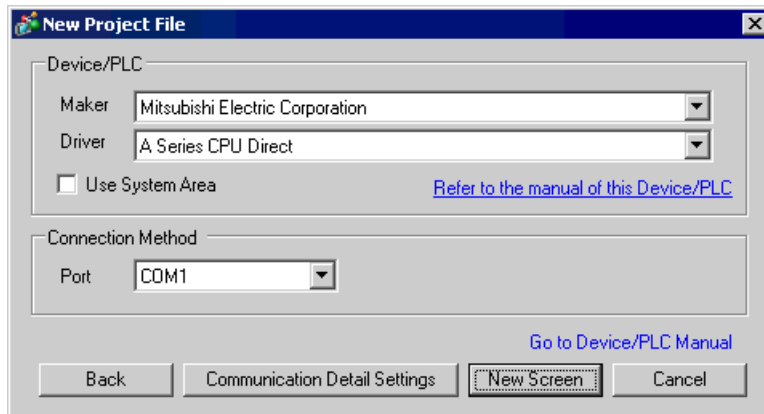 New Project File
Device/PLC
Maker Mitsubishi Electric Corporation
Driver A Series CPU Direct
Use System Area Refer to the manual of this Device/PLC
Connection Method
Port COM1
Go to Device/PLC Manual
Back Communication Detail Settings New Screen Cancel